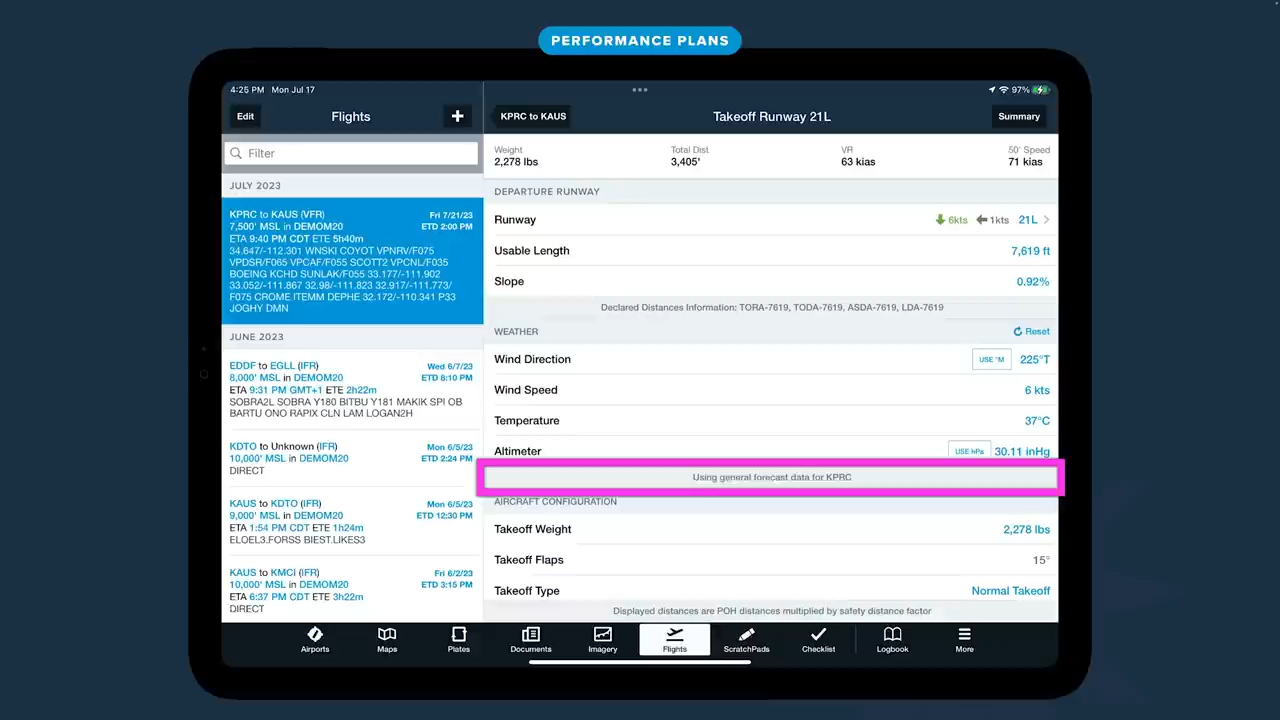 PERFORMANCE PLANS
4:25 PM Mon Jul 17
97%
Edit
Flights
+
Filter
JULY 2023
KPRC to KAUS (VFR)
Fri 7/21/23
7,500' MSL in DEMOM20
ETD 2:00 PM
ETA 9:40 PM CDT ETE 5h40m
34.647/-112.301 WNSKI COYOT VPNRV/F075
VPDSR/F065 VPCAF/F055 SCOTT2 VPCNL/F035
BOEING KCHD SUNLAK/F055 33.177/-111.902
33.052/-111.867 32.98/-111.823 32.917/-111.773/
F075 CROME ITEMM DEPHE 32.172/-110.341 P33
JOGHY DMN
JUNE 2023
EDDF to EGLL (IFR)
Wed 6/7/23
8,000' MSL in DEMOM20
ETD 8:10 PM
ETA 9:31 PM GMT+1 ETE 2h22m
SOBRA2L SOBRA Y180 BITBU Y181 MAKIK SPI OB
BARTU ONO RAPIX CLN LAM LOGAN2H
KDTO to Unknown (IFR)
Mon 6/5/23
10,000' MSL in DEMOM20
ETD 2:24 PM
DIRECT
KAUS to KDTO (IFR)
Mon 6/5/23
9,000' MSL in DEMOM20
ETD 12:30 PM
ETA 1:54 PM CDT ETE 1h24m
ELOEL3.FORSS BIEST.LIKES3
KAUS to KMCI (IFR)
Fri 6/2/23
10,000' MSL in DEMOM20
ETD 3:15 PM
ETA 6:37 PM CDT ETE 3h22m
DIRECT
KPRC to KAUS
Takeoff Runway 21L
Summary
Weight
Total Dist
VR
50' Speed
2,278 lbs
3,405'
63 kias
71 kias
DEPARTURE RUNWAY
Runway
6kts
1kts
21L
Usable Length
7,619 ft
Slope
0.92%
Declared Distances Information: TORA-7619, TODA-7619, ASDA-7619, LDA-7619
WEATHER
Reset
Wind Direction
USE °M
225°T
Wind Speed
6 kts
Temperature
37°C
Altimeter
USE hPa
30.11 inHg
Using general forecast data for KPRC
AIRCRAFT CONFIGURATION
Takeoff Weight
2,278 lbs
Takeoff Flaps
15°
Takeoff Type
Normal Takeoff
Displayed distances are POH distances multiplied by safety distance factor
Airports
Maps
Plates
Documents
Imagery
Flights
ScratchPads
Checklist
Logbook
More